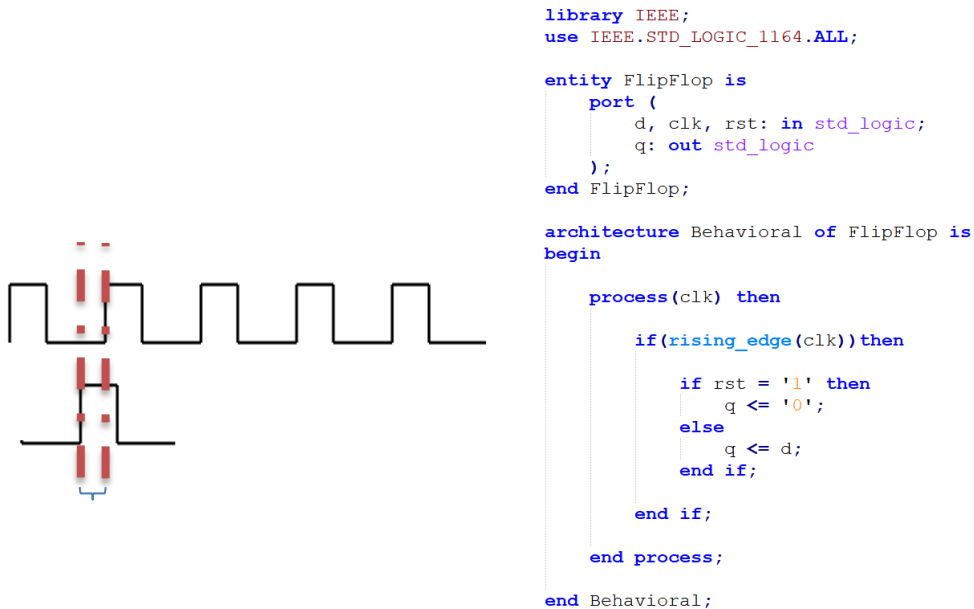 library IEEE;
use IEEE.STD_LOGIC_1164.ALL;
entity FlipFlop is
port (
d, clk, rst: in std_logic;
q: out std_logic
);
end FlipFlop;
architecture Behavioral of FlipFlop is
begin
process(clk) then
if(rising_edge(clk))then
if rst = '1' then
q <= '0';
else
q <= d;
end if;
end if;
end process;
end Behavioral;